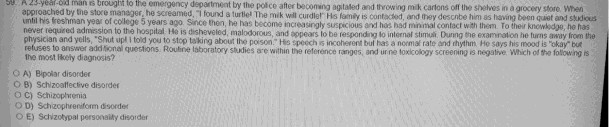 59. A 23-year-old man is brought to the emergency department by the police after becoming agitated and throwing milk cartons off the shelves in a grocery store. When
approached by the store manager, he screamed, "I found a turtle! The milk will curdle!" His family is contacted, and they describe him as having been quiet and studious
until his freshman year of college 5 years ago. Since then, he has become increasingly suspicious and has had minimal contact with them. To their knowledge, he has
never required admission to the hospital. He is disheveled, malodorous, and appears to be responding to internal stimuli. During the examination he turns away from the
physician and yells, "Shut up! I told you to stop talking about the poison." His speech is incoherent but has a normal rate and rhythm. He says his mood is "okay" but
refuses to answer additional questions. Routine laboratory studies are within the reference ranges, and urine toxicology screening is negative. Which of the following is
the most likely diagnosis?
A) Bipolar disorder
B) Schizoaffective disorder
C) Schizophrenia
D) Schizophreniform disorder
E) Schizotypal personality disorder